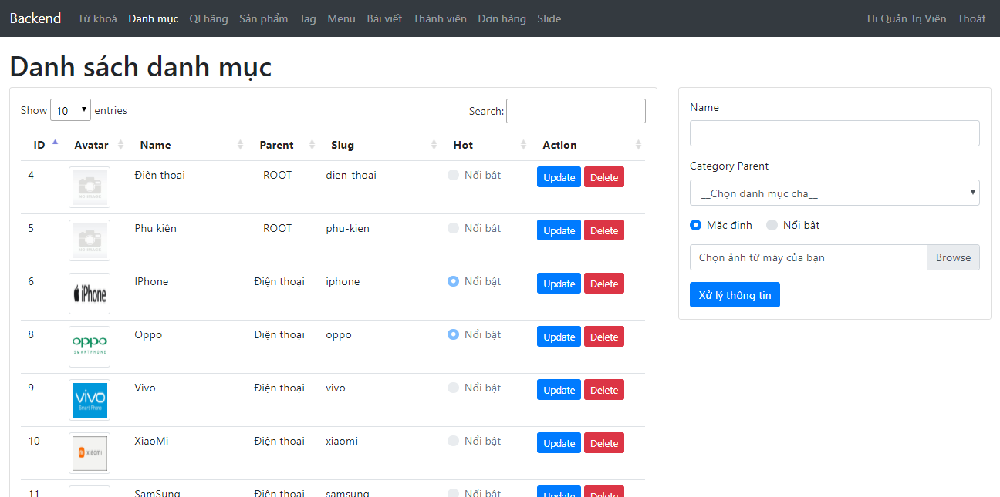 Backend Từ khoá Danh mục Ql hãng Sản phẩm Tag Menu Bài viết Thành viên Đơn hàng Slide Hi Quản Trị Viên Thoát
Danh sách danh mục
Show 10 entries Search:
ID Avatar Name Parent Slug Hot Action
4 NO IMAGE Điện thoại __ROOT__ dien-thoai Nổi bật Update Delete
5 NO IMAGE Phụ kiện __ROOT__ phu-kien Nổi bật Update Delete
6 iPhone IPhone Điện thoại iphone Nổi bật Update Delete
8 oppo SMARTPHONE Oppo Điện thoại oppo Nổi bật Update Delete
9 vivo Smart Phone Vivo Điện thoại vivo Nổi bật Update Delete
10 xiaomi XiaoMi Điện thoại xiaomi Nổi bật Update Delete
11 SamSung Điện thoại samsung Nổi bật Update Delete
Name
Category Parent
__Chọn danh mục cha__
Mặc định Nổi bật
Chọn ảnh từ máy của bạn Browse
Xử lý thông tin